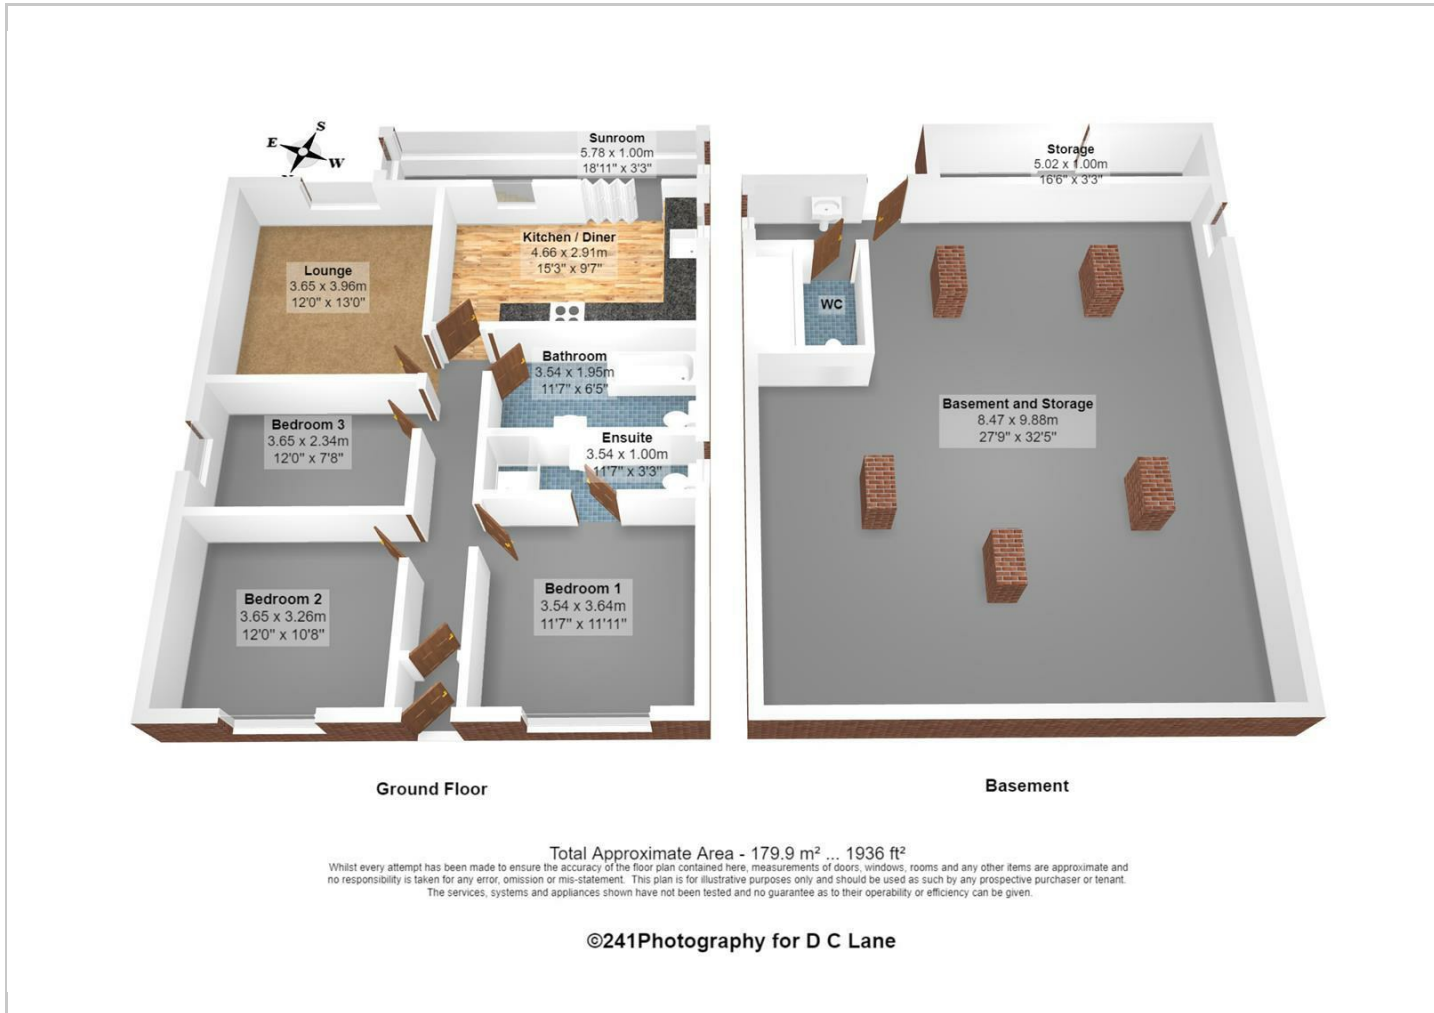 S
E
W
Sunroom
5.78 x 1.00m
18'11" x 3'3"
Kitchen / Diner
4.66 x 2.91m
15'3" x 9'7"
Lounge
3.65 x 3.96m
12'0" x 13'0"
Bathroom
3.54 x 1.95m
11'7" x 6'5"
Bedroom 3
3.65 x 2.34m
12'0" x 7'8"
Ensuite
3.54 x 1.00m
11'7" x 3'3"
Bedroom 2
3.65 x 3.26m
12'0" x 10'8"
Bedroom 1
3.54 x 3.64m
11'7" x 11'11"
Ground Floor
Storage
5.02 x 1.00m
16'6" x 3'3"
WC
Basement and Storage
8.47 x 9.88m
27'9" x 32'5"
Basement
Total Approximate Area - 179.9 m² ... 1936 ft²
Whilst every attempt has been made to ensure the accuracy of the floor plan contained here, measurements of doors, windows, rooms and any other items are approximate and
no responsibility is taken for any error, omission or mis-statement. This plan is for illustrative purposes only and should be used as such by any prospective purchaser or tenant.
The services, systems and appliances shown have not been tested and no guarantee as to their operability or efficiency can be given.
©241Photography for D C Lane